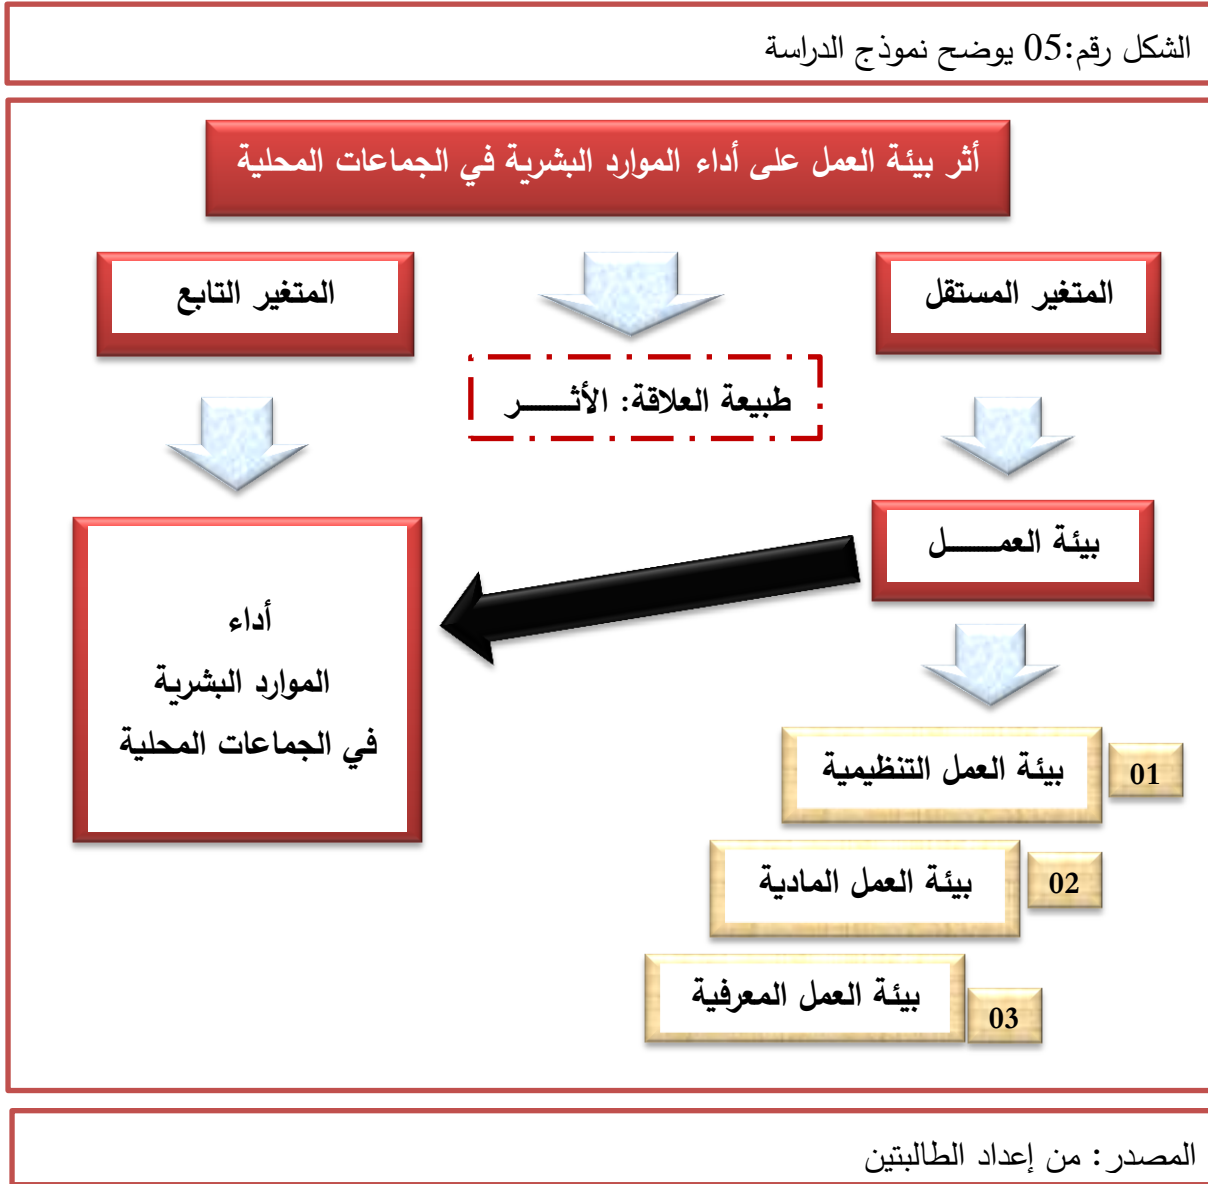 الشكل رقم:05 يوضح نموذج الدراسة
أثر بيئة العمل على أداء الموارد البشرية في الجماعات المحلية
المتغير المستقل
المتغير التابع
طبيعة العلاقة: الأثــــــر
بيئة العمــــــل
أداء
الموارد البشرية
في الجماعات المحلية
01
بيئة العمل التنظيمية
02
بيئة العمل المادية
03
بيئة العمل المعرفية
المصدر: من إعداد الطالبتين